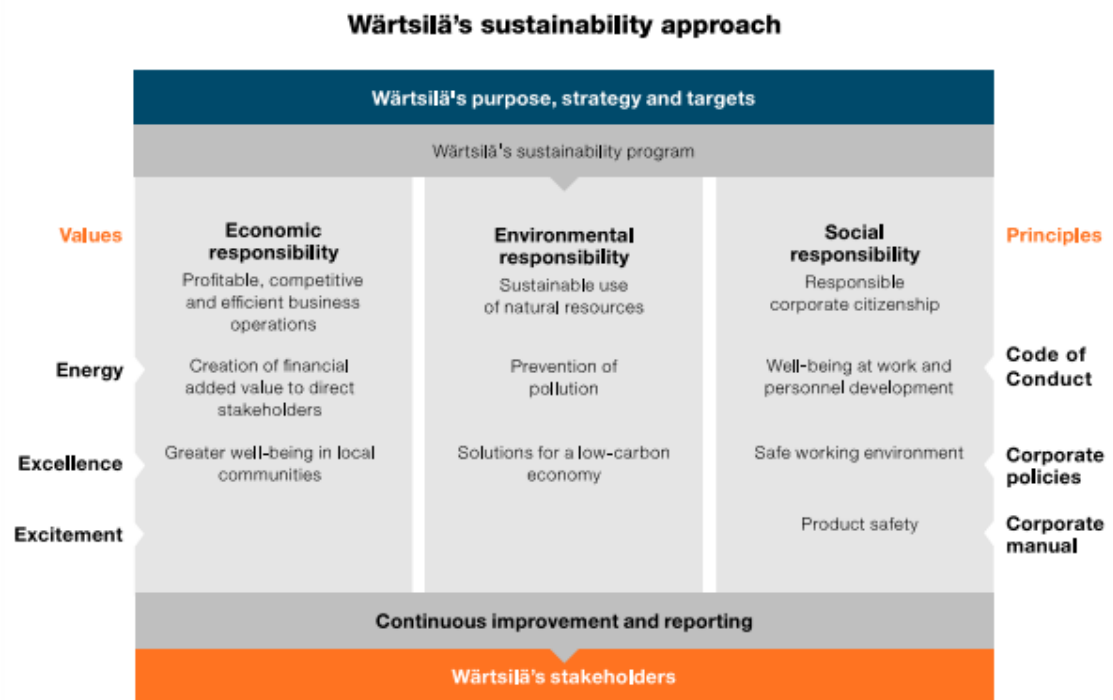 Wärtsilä's sustainability approach
Wärtsilä's purpose, strategy and targets
Wärtsilä's sustainability program
Values
Energy
Excellence
Excitement
Economic
responsibility
Profitable, competitive
and efficient business
operations
Creation of financial
added value to direct
stakeholders
Greater well-being in local
communities
Environmental
responsibility
Sustainable use
of natural resources
Prevention of
pollution
Solutions for a low-carbon
economy
Social
responsibility
Responsible
corporate citizenship
Well-being at work and
personnel development
Safe working environment
Product safety
Principles
Code of
Conduct
Corporate
policies
Corporate
manual
Continuous improvement and reporting
Wärtsilä's stakeholders